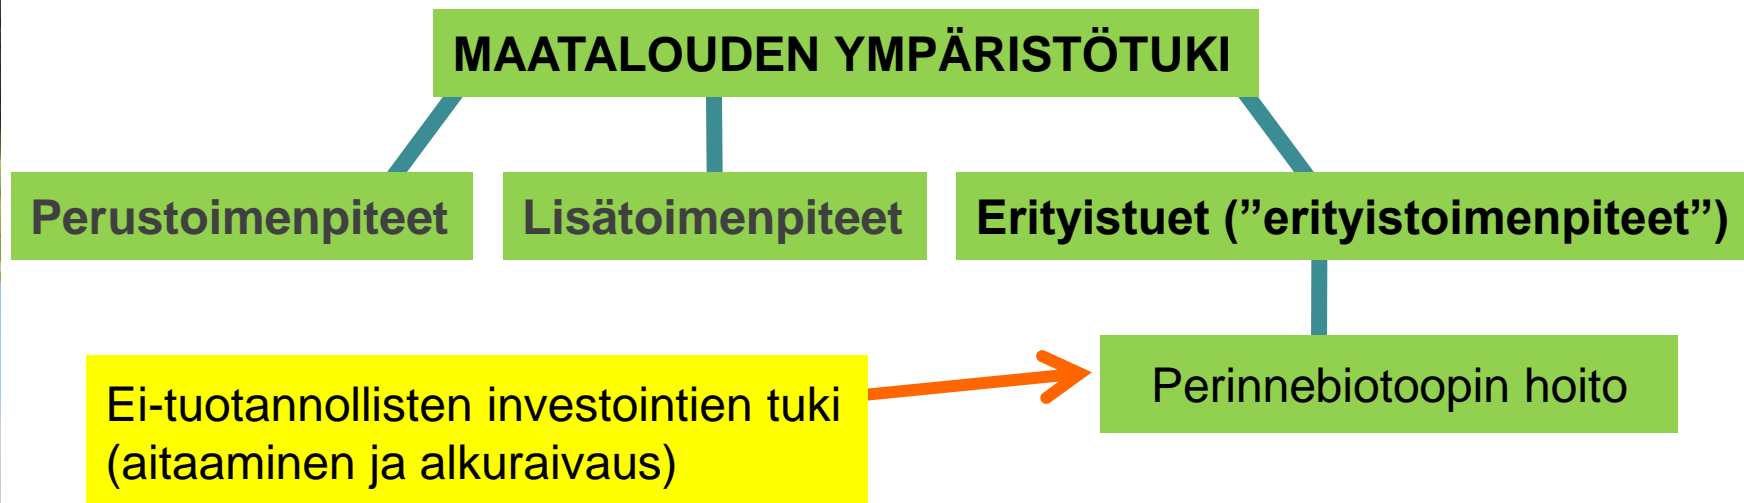 MAATALOUDEN YMPÄRISTÖTUKI
Perustoimenpiteet
Lisätoimenpiteet
Erityistuet (”erityistoimenpiteet”)
Ei-tuotannollisten investointien tuki
(aitaaminen ja alkuraivaus)
Perinnebiotoopin hoito